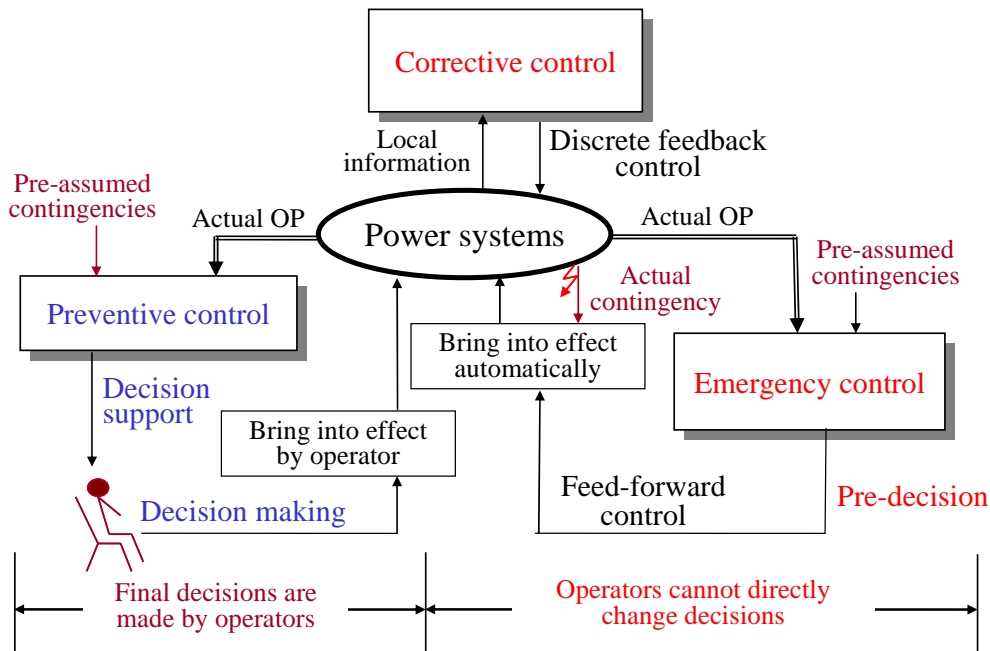 Corrective control
Local
information
Discrete feedback
control
Pre-assumed
contingencies
Actual OP
Power systems
Actual OP
Pre-assumed
contingencies
Preventive control
Actual
contingency
Bring into effect
automatically
Emergency control
Decision
support
Bring into effect
by operator
Decision making
Feed-forward
control
Pre-decision
Final decisions are
made by operators
Operators cannot directly
change decisions